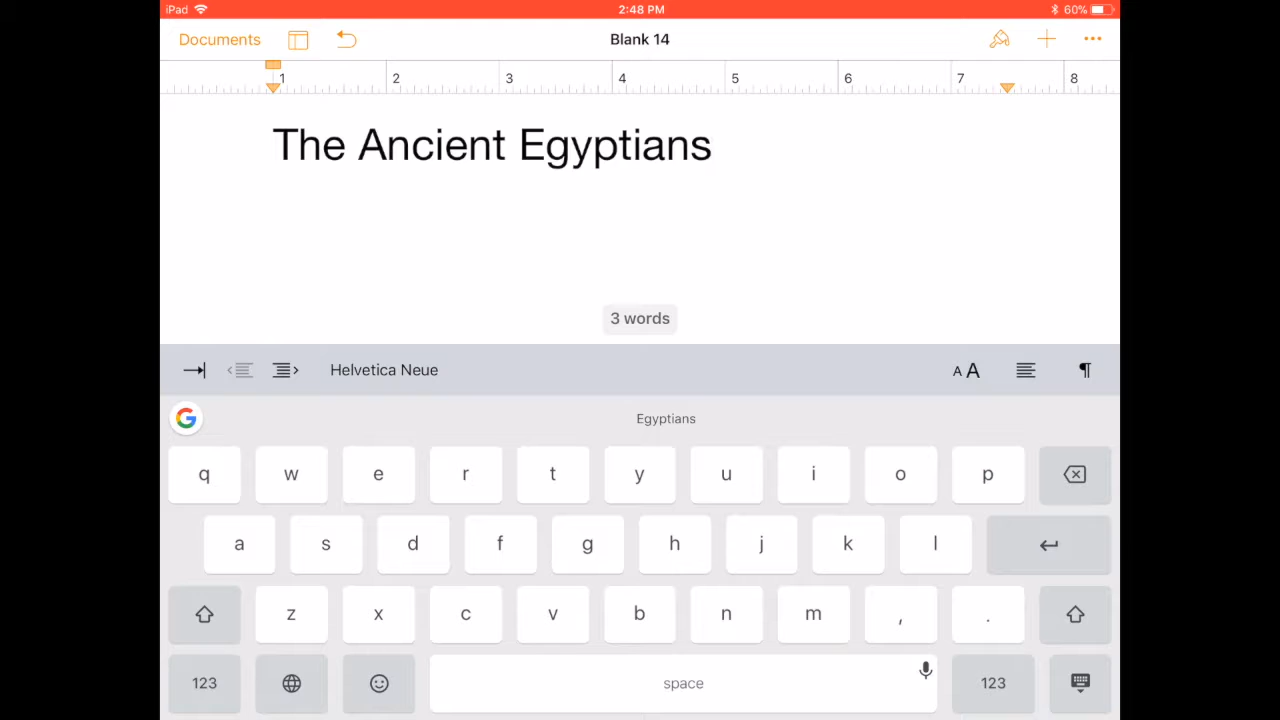 iPad 2:48 PM 60%
Documents Blank 14
1 2 3 4 5 6 7 8
The Ancient Egyptians
3 words
Helvetica Neue A A ¶
G Egyptians
q w e r t y u i o p
a s d f g h j k l
z x c v b n m , .
123 space 123